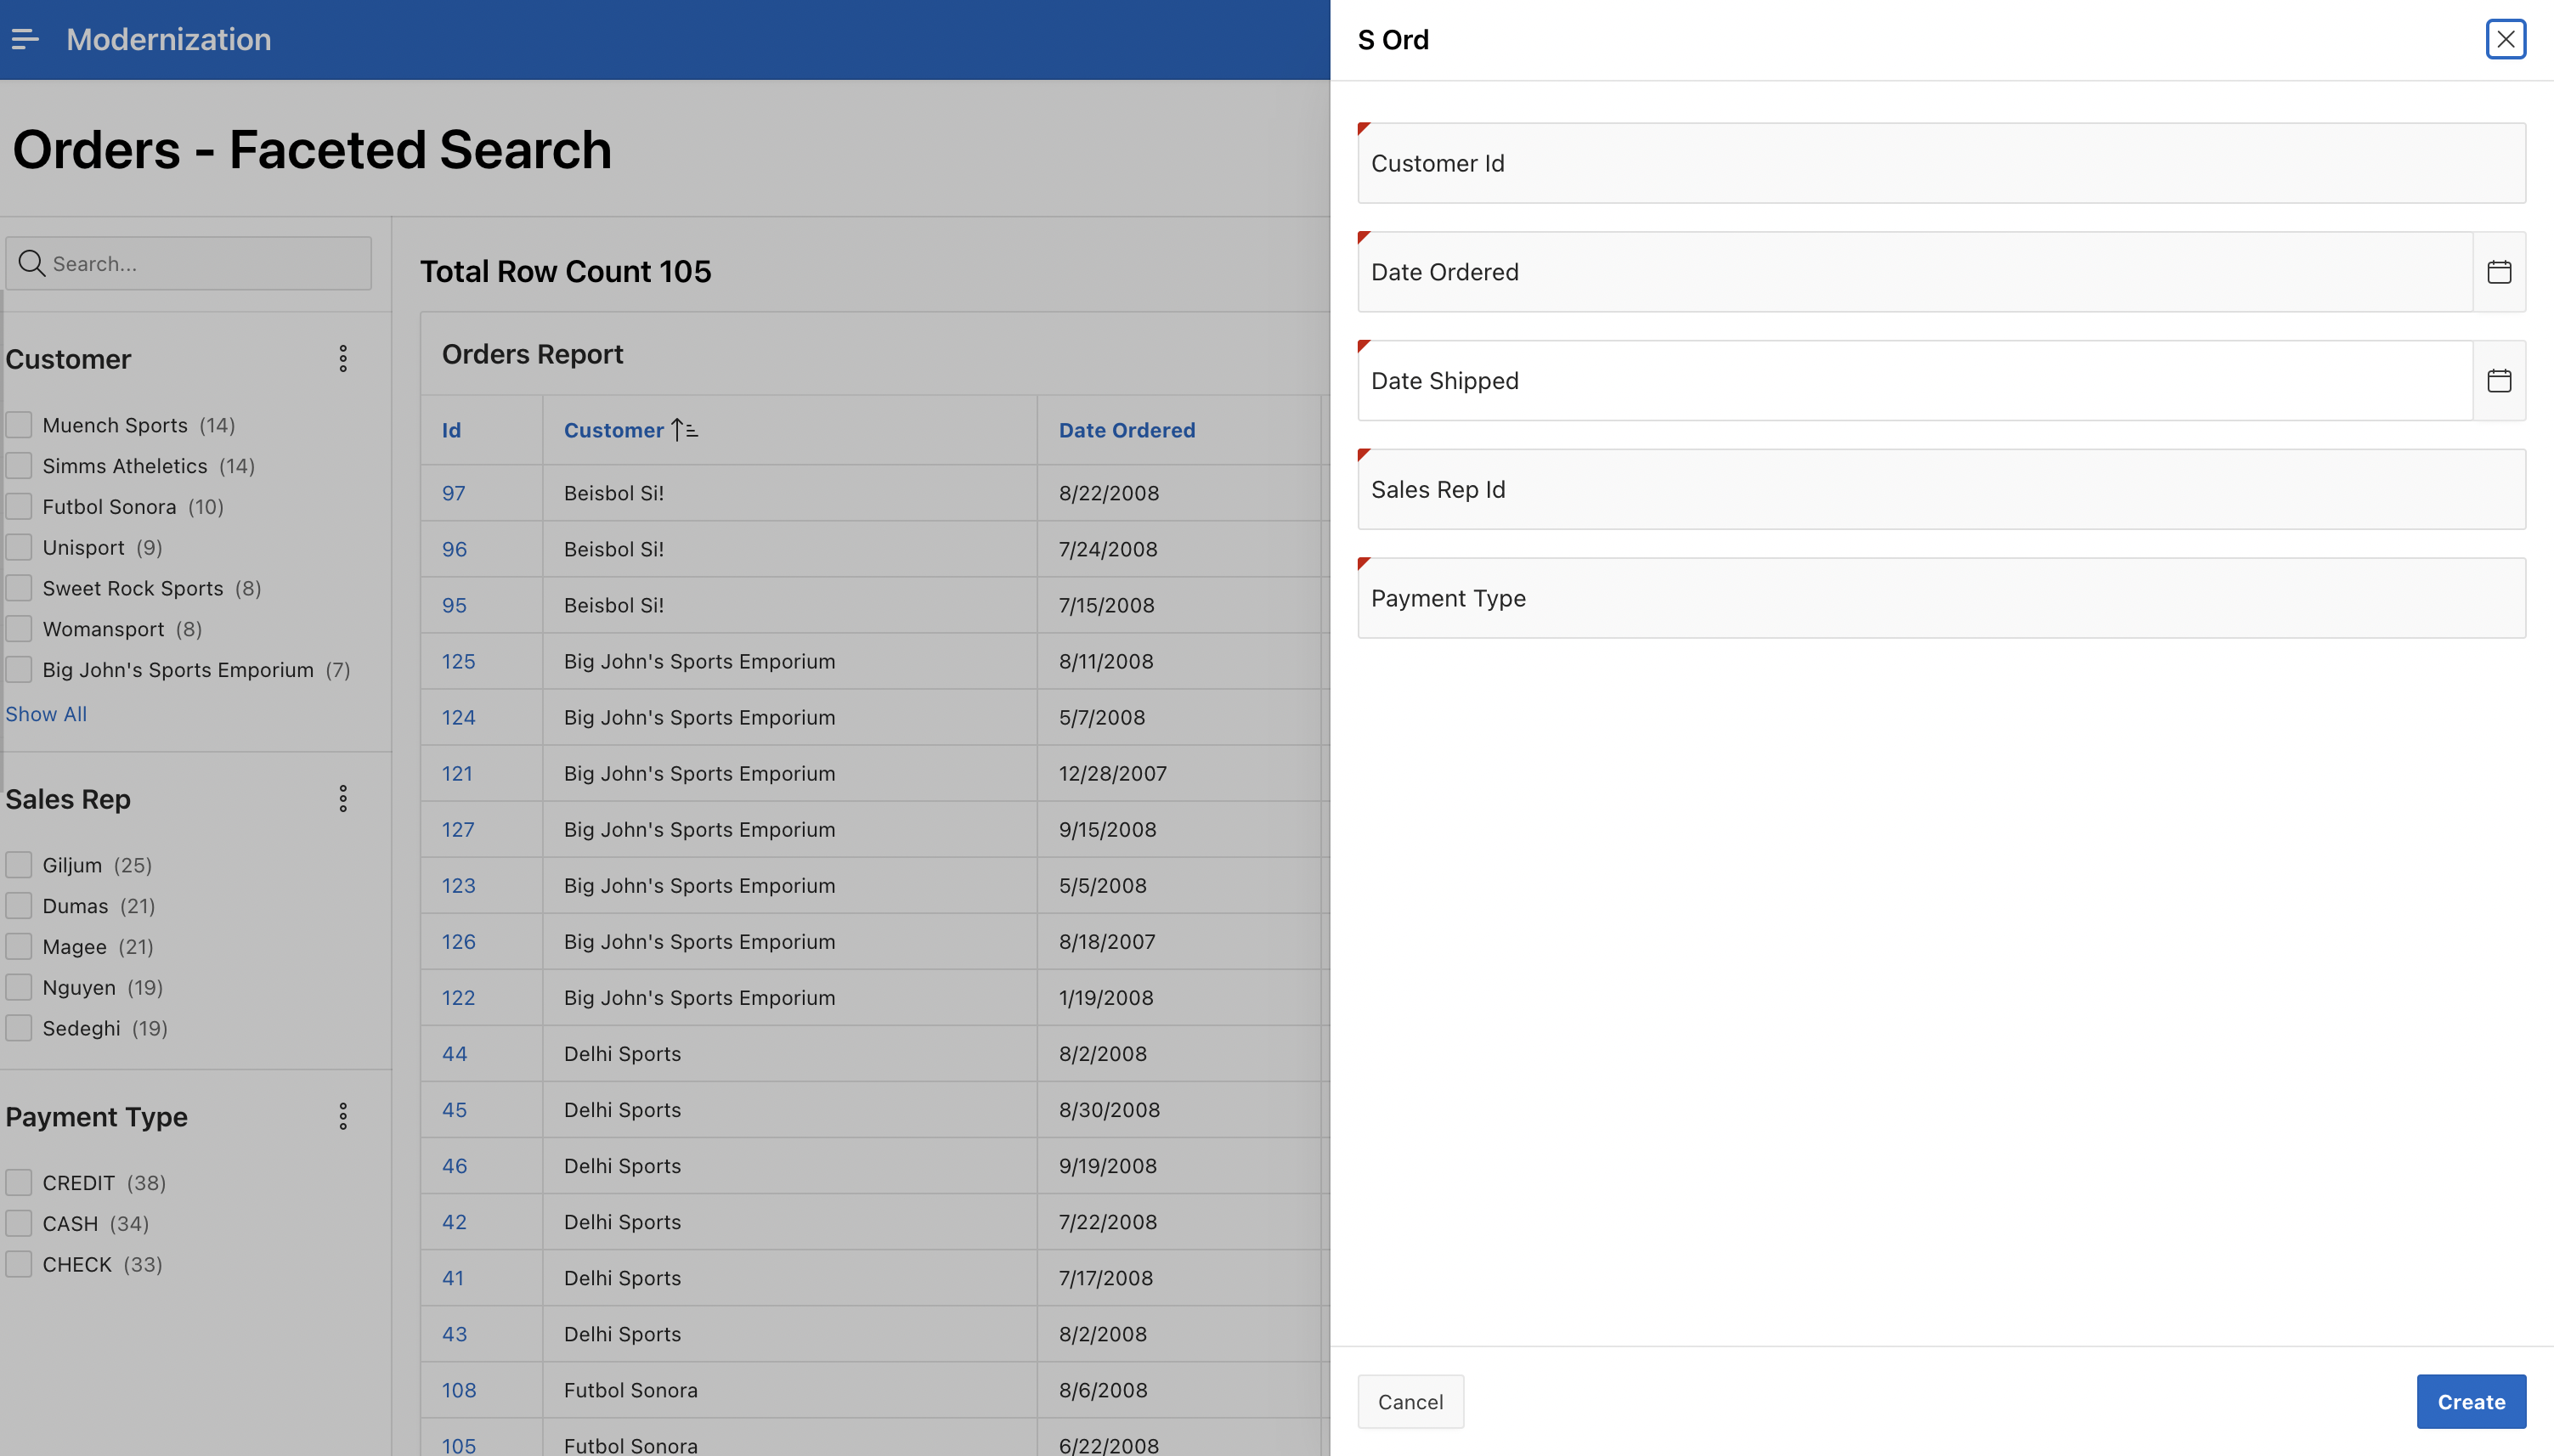 Modernization
Orders - Faceted Search
Search...
Customer
Muench Sports (14)
Simms Atheletics (14)
Futbol Sonora (10)
Unisport (9)
Sweet Rock Sports (8)
Womansport (8)
Big John's Sports Emporium (7)
Show All
Sales Rep
Giljum (25)
Dumas (21)
Magee (21)
Nguyen (19)
Sedeghi (19)
Payment Type
CREDIT (38)
CASH (34)
CHECK (33)
Total Row Count 105
Orders Report
Id Customer Date Ordered
97 Beisbol Si! 8/22/2008
96 Beisbol Si! 7/24/2008
95 Beisbol Si! 7/15/2008
125 Big John's Sports Emporium 8/11/2008
124 Big John's Sports Emporium 5/7/2008
121 Big John's Sports Emporium 12/28/2007
127 Big John's Sports Emporium 9/15/2008
123 Big John's Sports Emporium 5/5/2008
126 Big John's Sports Emporium 8/18/2007
122 Big John's Sports Emporium 1/19/2008
44 Delhi Sports 8/2/2008
45 Delhi Sports 8/30/2008
46 Delhi Sports 9/19/2008
42 Delhi Sports 7/22/2008
41 Delhi Sports 7/17/2008
43 Delhi Sports 8/2/2008
108 Futbol Sonora 8/6/2008
105 Futbol Sonora 6/22/2008
S Ord
Customer Id
Date Ordered
Date Shipped
Sales Rep Id
Payment Type
Cancel
Create